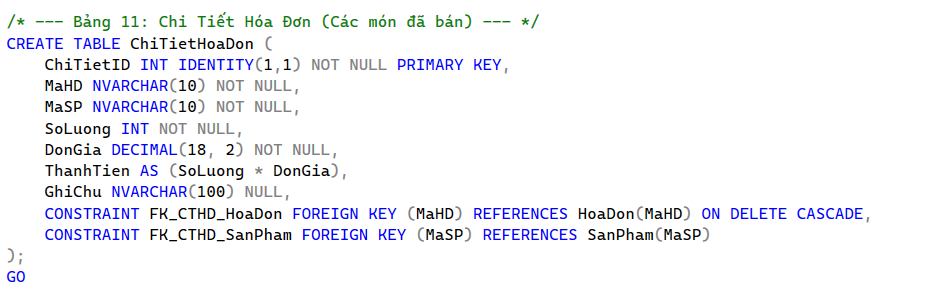 /* --- Bảng 11: Chi Tiết Hóa Đơn (Các món đã bán) --- */
CREATE TABLE ChiTietHoaDon (
    ChiTietID INT IDENTITY(1,1) NOT NULL PRIMARY KEY,
    MaHD NVARCHAR(10) NOT NULL,
    MaSP NVARCHAR(10) NOT NULL,
    SoLuong INT NOT NULL,
    DonGia DECIMAL(18, 2) NOT NULL,
    ThanhTien AS (SoLuong * DonGia),
    GhiChu NVARCHAR(100) NULL,
    CONSTRAINT FK_CTHD_HoaDon FOREIGN KEY (MaHD) REFERENCES HoaDon(MaHD) ON DELETE CASCADE,
    CONSTRAINT FK_CTHD_SanPham FOREIGN KEY (MaSP) REFERENCES SanPham(MaSP)
);
GO